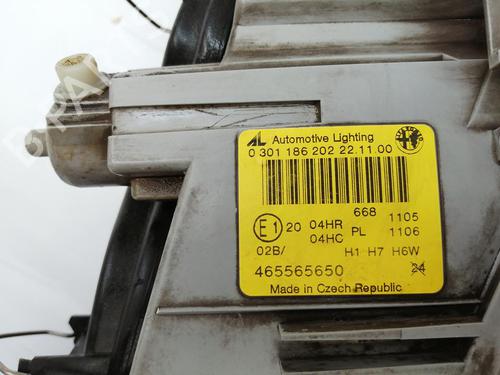 AL Automotive Lighting
0 301 186 202 22.11.00
668 1105
E1 20 04HR PL 1106
04HC
02B/ H1 H7 H6W
465565650 24
Made in Czech Republic